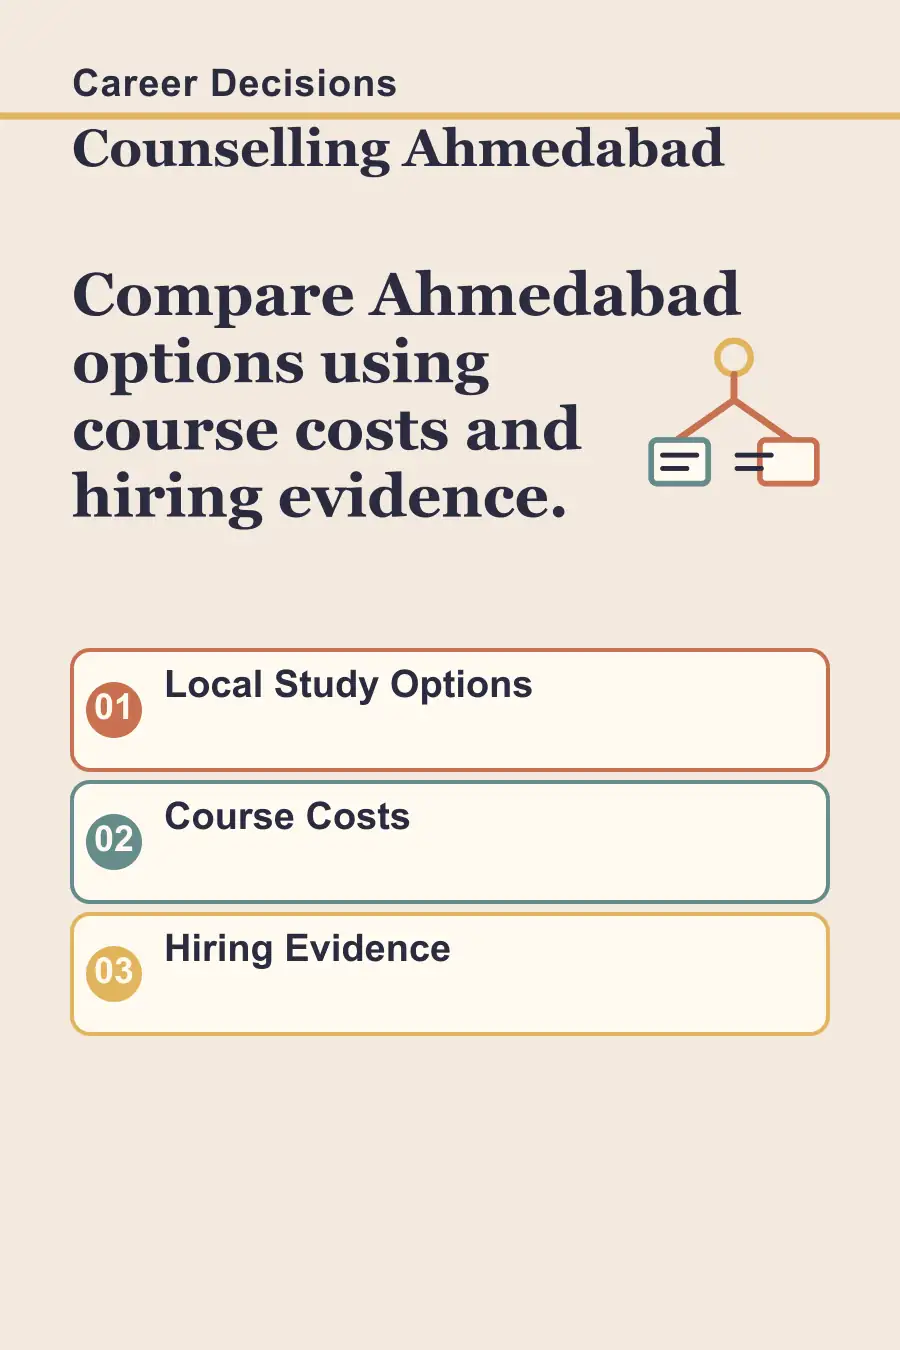 Career Decisions
Counselling Ahmedabad
Compare Ahmedabad
options using
course costs and
hiring evidence.
01 Local Study Options
02 Course Costs
03 Hiring Evidence